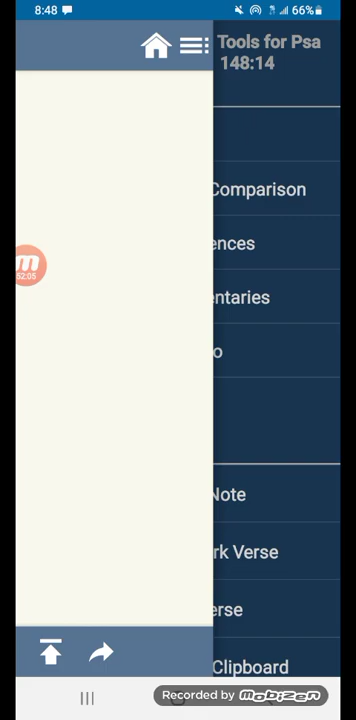 8:48 66%
Tools for Psa
148:14
Comparison
ences
entaries
52:05
o
Note
rk Verse
erse
Clipboard
Recorded by mobizen